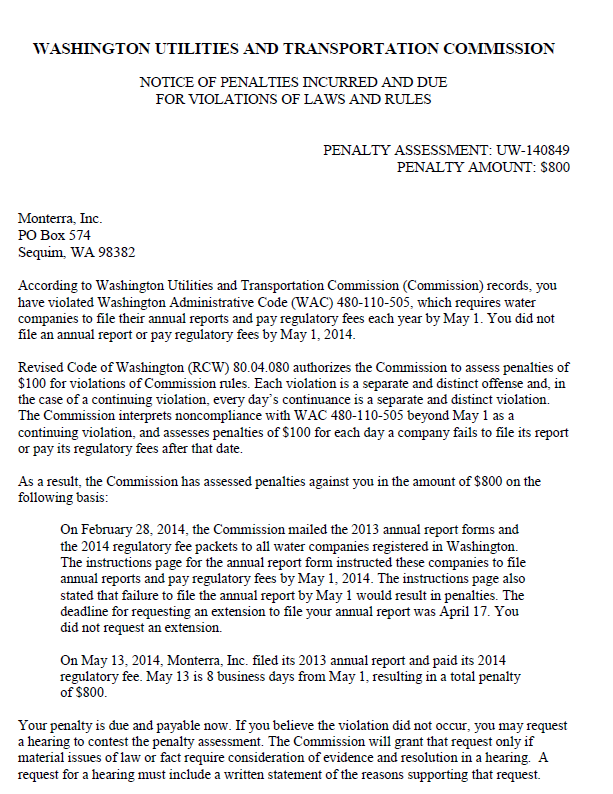 WASHINGTON UTILITIES AND TRANSPORTATION COMMISSION
NOTICE OF PENALTIES INCURRED AND DUE
FOR VIOLATIONS OF LAWS AND RULES
PENALTY ASSESSMENT: UW-140849
PENALTY AMOUNT: $800
Monterra, Inc.
PO Box 574
Sequim, WA 98382
According to Washington Utilities and Transportation Commission (Commission) records, you
have violated Washington Administrative Code (WAC) 480-110-505, which requires water
companies to file their annual reports and pay regulatory fees each year by May 1. You did not
file an annual report or pay regulatory fees by May 1, 2014.
Revised Code of Washington (RCW) 80.04.080 authorizes the Commission to assess penalties of
$100 for violations of Commission rules. Each violation is a separate and distinct offense and, in
the case of a continuing violation, every day's continuance is a separate and distinct violation.
The Commission interprets noncompliance with WAC 480-110-505 beyond May 1 as a
continuing violation, and assesses penalties of $100 for each day a company fails to file its report
or pay its regulatory fees after that date.
As a result, the Commission has assessed penalties against you in the amount of $800 on the
following basis:
On February 28, 2014, the Commission mailed the 2013 annual report forms and
the 2014 regulatory fee packets to all water companies registered in Washington.
The instructions page for the annual report form instructed these companies to file
annual reports and pay regulatory fees by May 1, 2014. The instructions page also
stated that failure to file the annual report by May 1 would result in penalties. The
deadline for requesting an extension to file your annual report was April 17. You
did not request an extension.
On May 13, 2014, Monterra, Inc. filed its 2013 annual report and paid its 2014
regulatory fee. May 13 is 8 business days from May 1, resulting in a total penalty
of $800.
Your penalty is due and payable now. If you believe the violation did not occur, you may request
a hearing to contest the penalty assessment. The Commission will grant that request only if
material issues of law or fact require consideration of evidence and resolution in a hearing. A
request for a hearing must include a written statement of the reasons supporting that request.